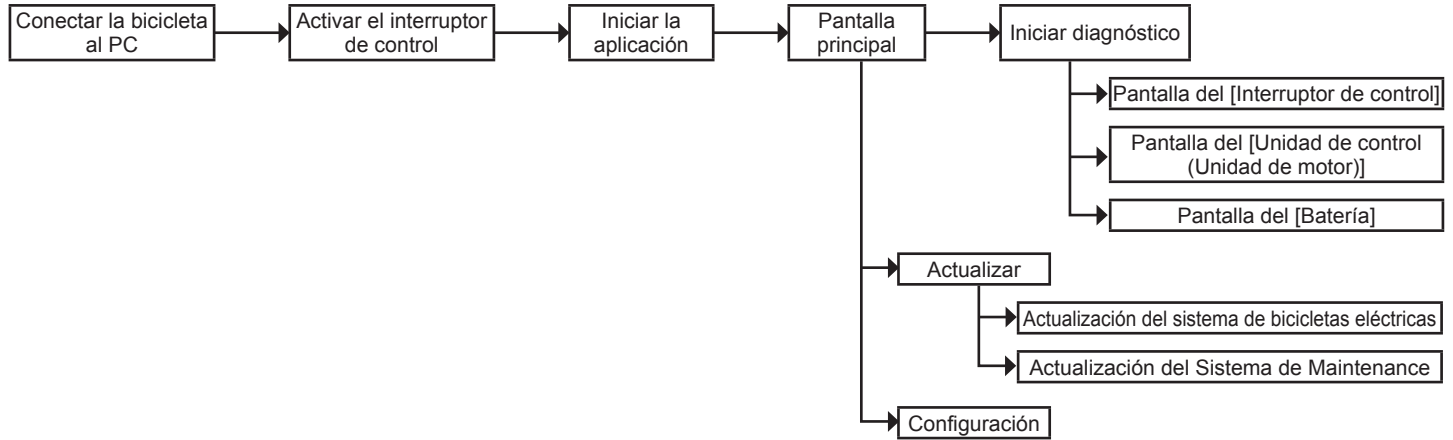 Conectar la bicicleta
al PC
Activar el interruptor
de control
Iniciar la
aplicación
Pantalla
principal
Iniciar diagnóstico
Pantalla del [Interruptor de control]
Pantalla del [Unidad de control
(Unidad de motor)]
Pantalla del [Batería]
Actualizar
Actualización del sistema de bicicletas eléctricas
Actualización del Sistema de Maintenance
Configuración